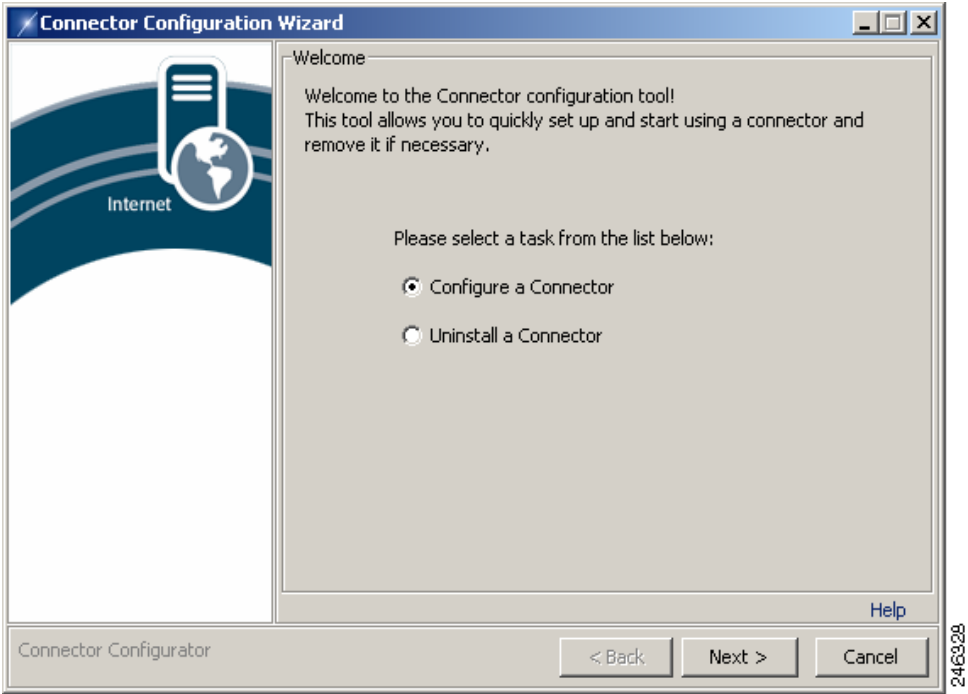 Connector Configuration Wizard
Welcome
Welcome to the Connector configuration tool!
This tool allows you to quickly set up and start using a connector and
remove it if necessary.
Internet
Please select a task from the list below:
Configure a Connector
Uninstall a Connector
Help
Connector Configurator
< Back
Next >
Cancel
246328